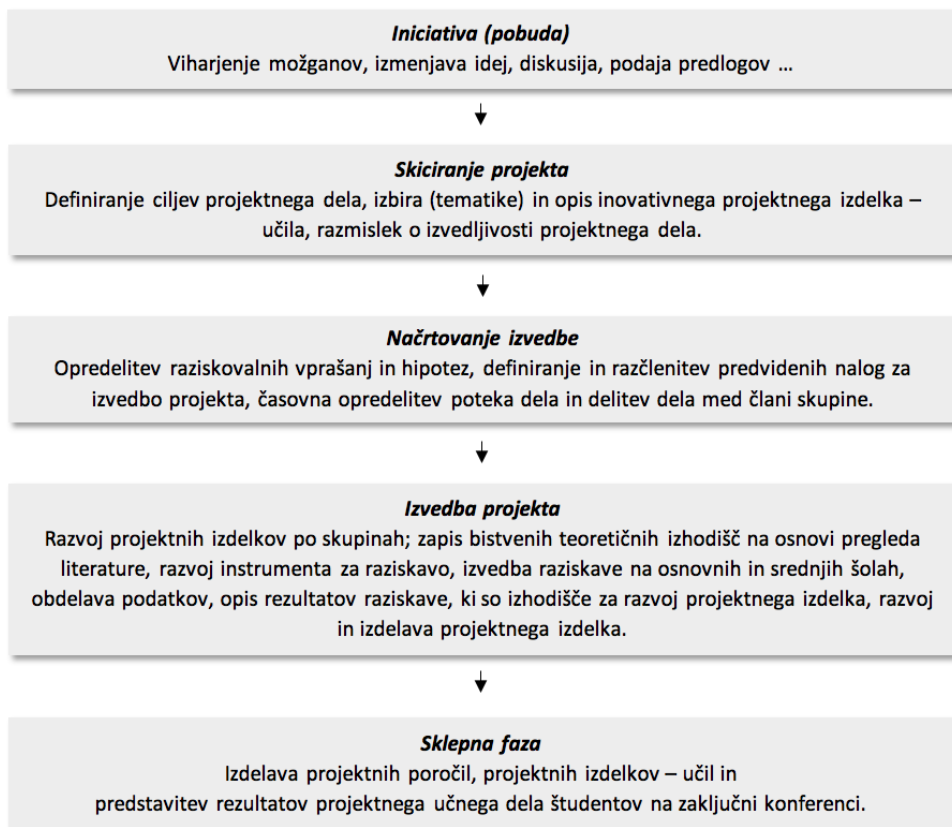 Iniciativa (pobuda)
Viharjenje možganov, izmenjava idej, diskusija, podaja predlogov …
Skiciranje projekta
Definiranje ciljev projektnega dela, izbira (tematike) in opis inovativnega projektnega izdelka –
učila, razmislek o izvedljivosti projektnega dela.
Načrtovanje izvedbe
Opredelitev raziskovalnih vprašanj in hipotez, definiranje in razčlenitev predvidenih nalog za
izvedbo projekta, časovna opredelitev poteka dela in delitev dela med člani skupine.
Izvedba projekta
Razvoj projektnih izdelkov po skupinah; zapis bistvenih teoretičnih izhodišč na osnovi pregleda
literature, razvoj instrumenta za raziskavo, izvedba raziskave na osnovnih in srednjih šolah,
obdelava podatkov, opis rezultatov raziskave, ki so izhodišče za razvoj projektnega izdelka, razvoj
in izdelava projektnega izdelka.
Sklepna faza
Izdelava projektnih poročil, projektnih izdelkov – učil in
predstavitev rezultatov projektnega učnega dela študentov na zaključni konferenci.